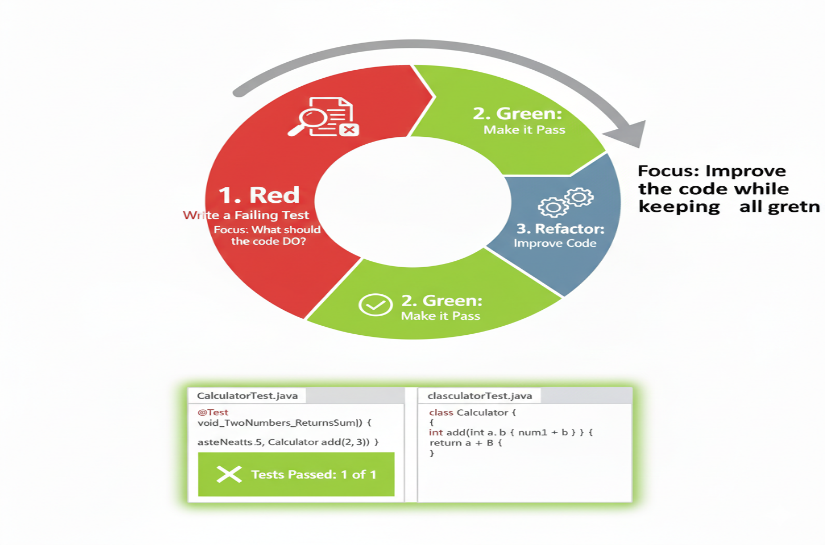 2. Green:
Make it Pass
1. Red
Write a Failing Test
Focus: What should
the code DO?
Focus: Improve
the code while
keeping all gretn
3. Refactor:
Improve Code
2. Green:
Make it Pass
CalculatorTest.java
@Test
void_TwoNumbers_ReturnsSum]) {
asteNeatts.5, Calculator add(2, 3)) }
Tests Passed: 1 of 1
clasculatorTest.java
class Calculator {
{
int add(int a. b { num1 + b } } {
return a + B {
}